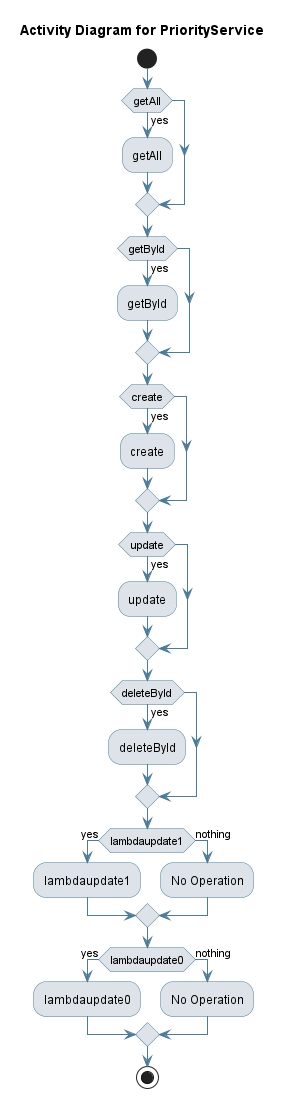 Activity Diagram for PriorityService
getAll
yes
getAll
getById
yes
getById
create
yes
create
update
yes
update
deleteById
yes
deleteById
yes lambdaupdate1 nothing
lambdaupdate1 No Operation
yes lambdaupdate0 nothing
lambdaupdate0 No Operation